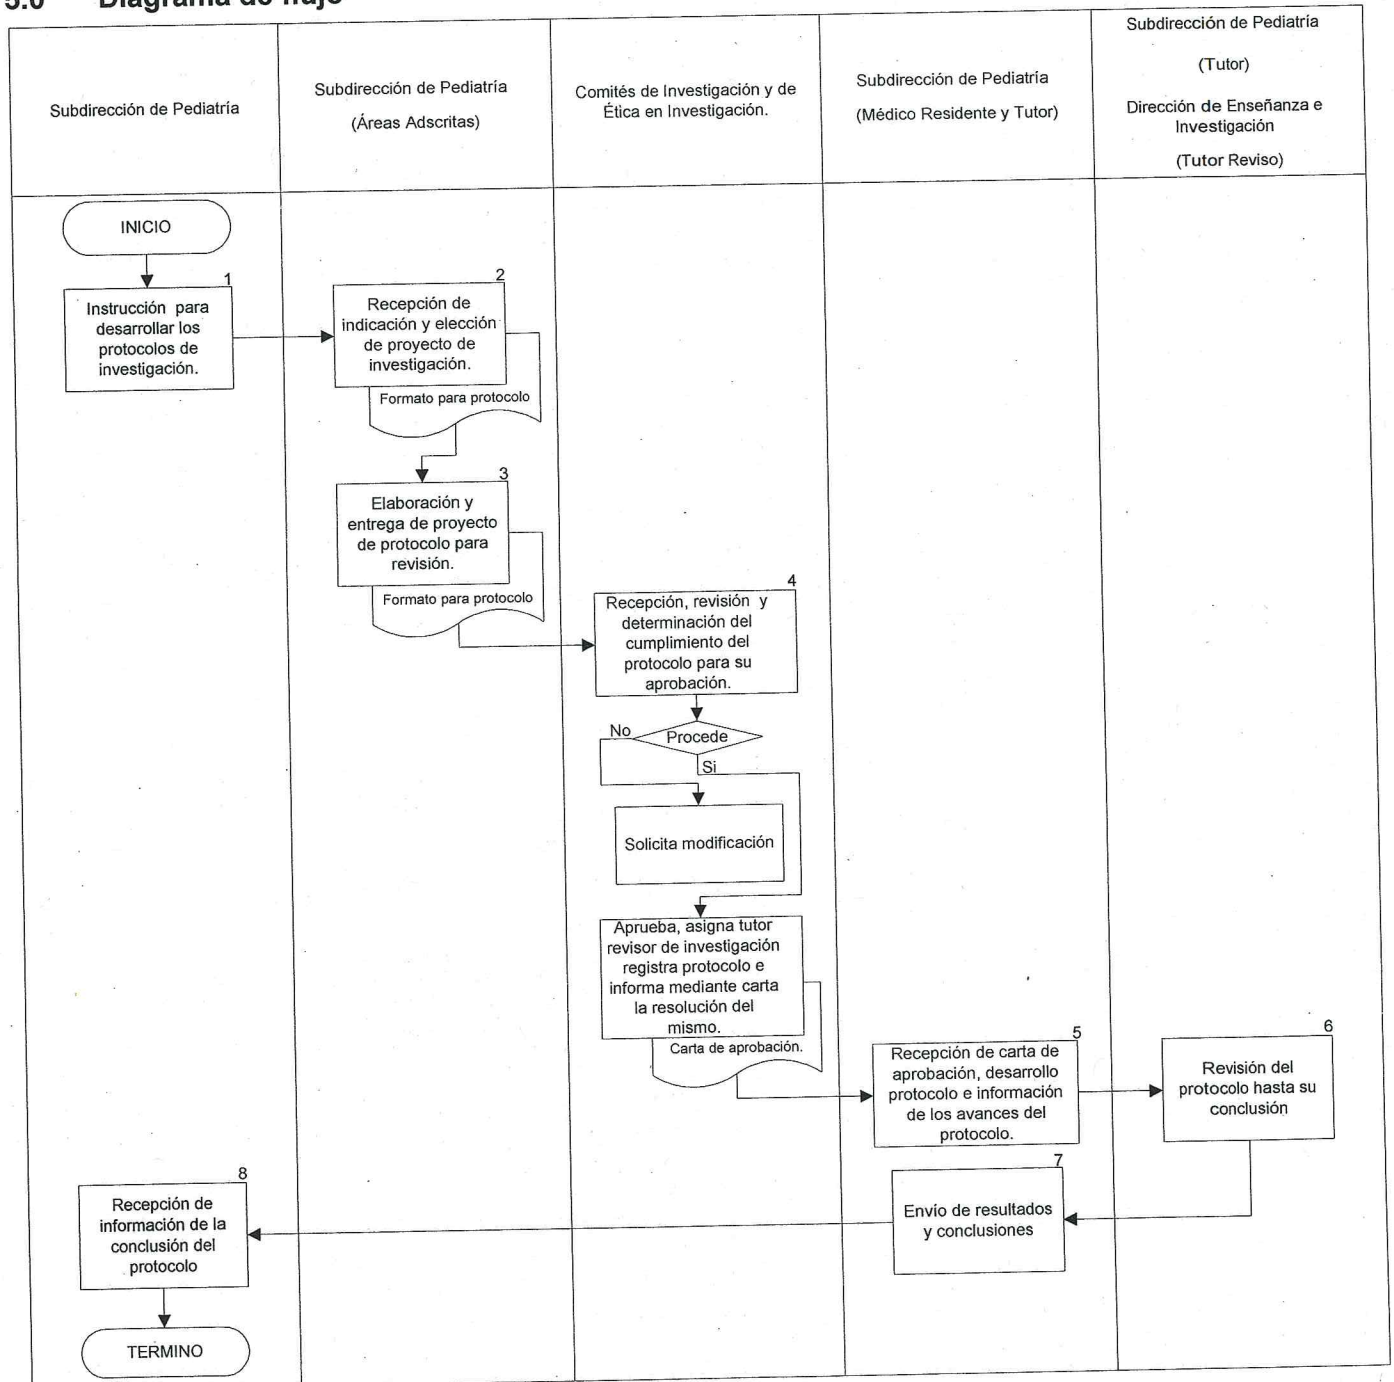 5.0 Diagrama de flujo
Subdirección de Pediatría
Subdirección de Pediatría
(Áreas Adscritas)
Comités de Investigación y de
Ética en Investigación.
Subdirección de Pediatría
(Médico Residente y Tutor)
Subdirección de Pediatría
(Tutor)
Dirección de Enseñanza e
Investigación
(Tutor Reviso)
INICIO
1
Instrucción para
desarrollar los
protocolos de
investigación.
2
Recepción de
indicación y elección
de proyecto de
investigación.
Formato para protocolo
3
Elaboración y
entrega de proyecto
de protocolo para
revisión.
Formato para protocolo
4
Recepción, revisión y
determinación del
cumplimiento del
protocolo para su
aprobación.
Procede
No
Si
Solicita modificación
Aprueba, asigna tutor
revisor de investigación
registra protocolo e
informa mediante carta
la resolución del
mismo.
Carta de aprobación.
5
Recepción de carta de
aprobación, desarrollo
protocolo e información
de los avances del
protocolo.
6
Revisión del
protocolo hasta su
conclusión
7
Envío de resultados
y conclusiones
8
Recepción de
información de la
conclusión del
protocolo
TERMINO